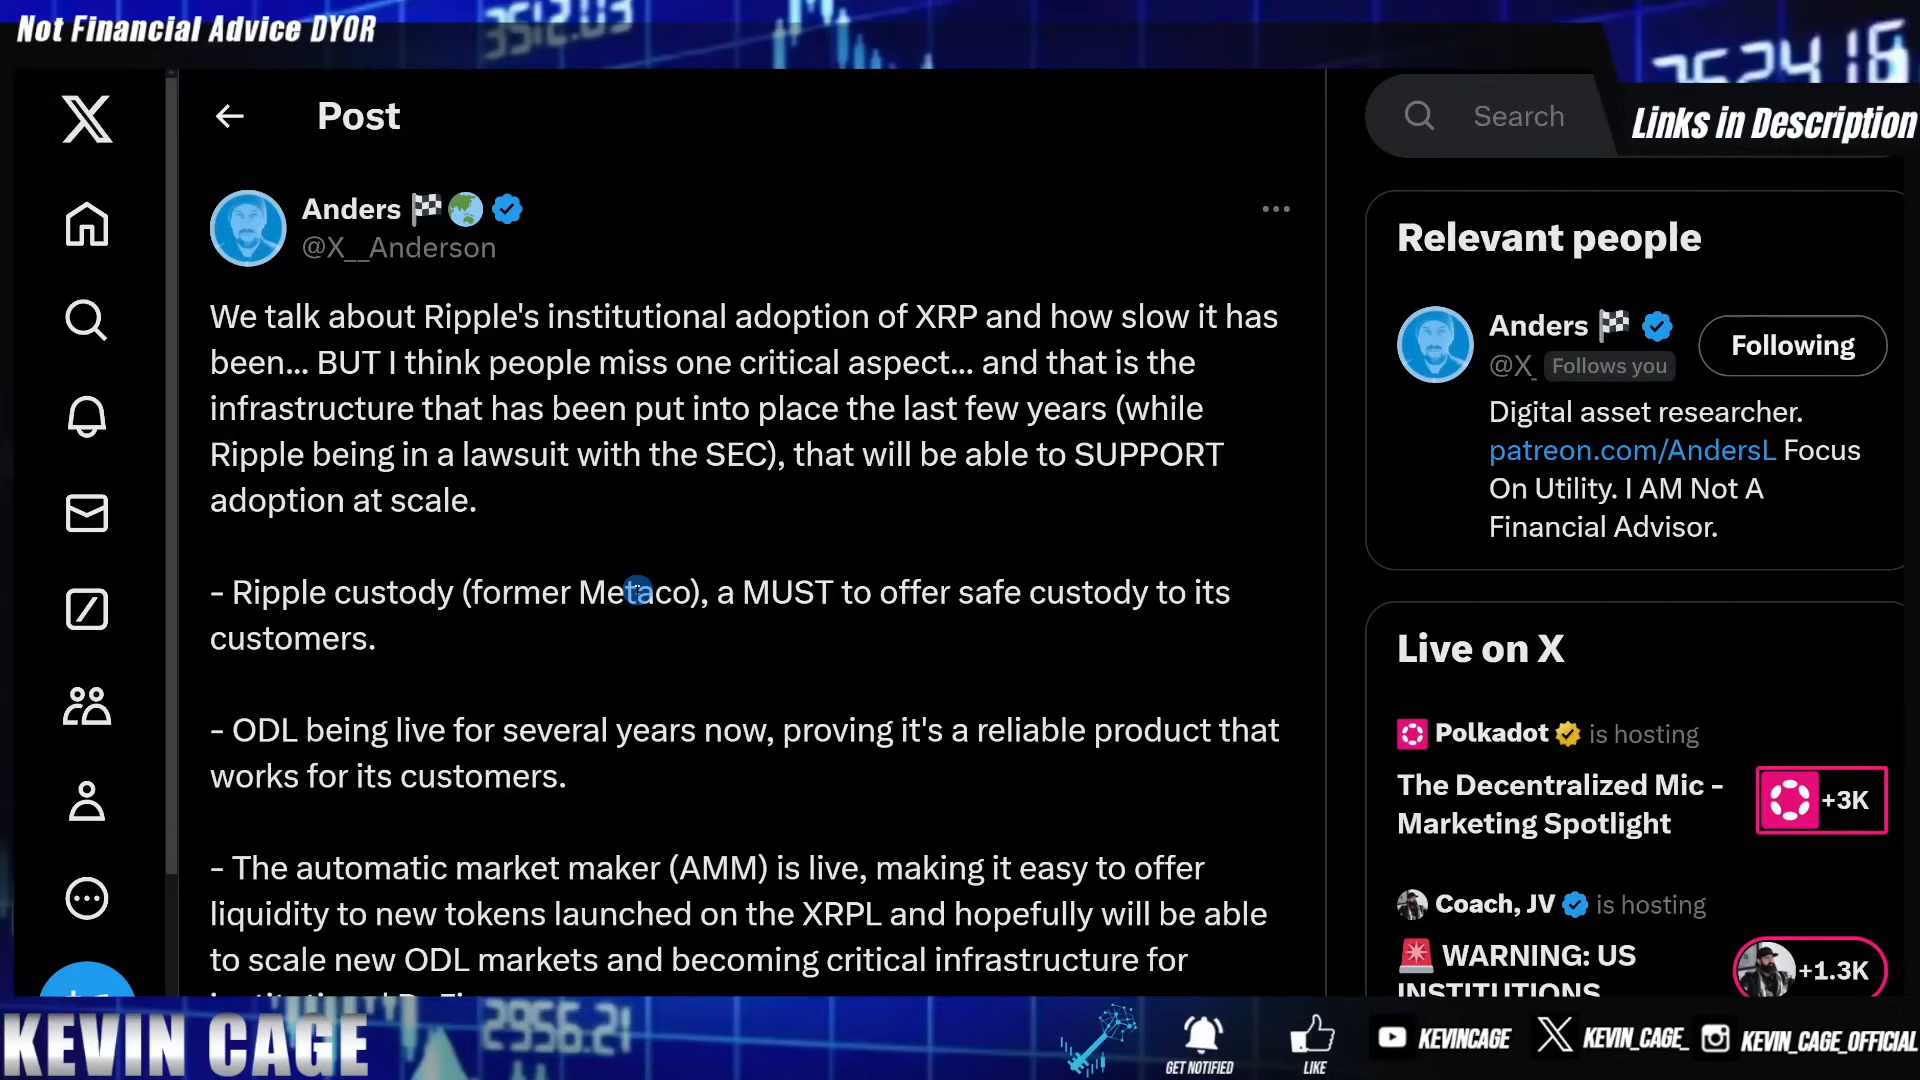 Not Financial Advice DYOR
3512.03
3524.16
Post
Search
Links in Description
Anders
@X__Anderson
We talk about Ripple's institutional adoption of XRP and how slow it has
been... BUT I think people miss one critical aspect... and that is the
infrastructure that has been put into place the last few years (while
Ripple being in a lawsuit with the SEC), that will be able to SUPPORT
adoption at scale.
- Ripple custody (former Metaco), a MUST to offer safe custody to its
customers.
- ODL being live for several years now, proving it's a reliable product that
works for its customers.
- The automatic market maker (AMM) is live, making it easy to offer
liquidity to new tokens launched on the XRPL and hopefully will be able
to scale new ODL markets and becoming critical infrastructure for
Relevant people
Anders
@X_ Follows you
Following
Digital asset researcher.
patreon.com/AndersL Focus
On Utility. I AM Not A
Financial Advisor.
Live on X
Polkadot is hosting
The Decentralized Mic -
Marketing Spotlight
+3K
Coach, JV is hosting
WARNING: US
INSTITUTIONS
+1.3K
KEVIN CAGE
2956.21
GET NOTIFIED
LIKE
KEVINCAGE
KEVIN_CAGE_
KEVIN_CAGE_OFFICIAL